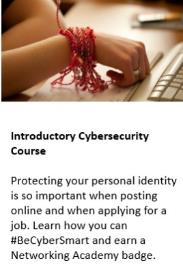 Introductory Cybersecurity
Course
Protecting your personal identity
is so important when posting
online and when applying for a
job. Learn how you can
#BeCyberSmart and earn a
Networking Academy badge.